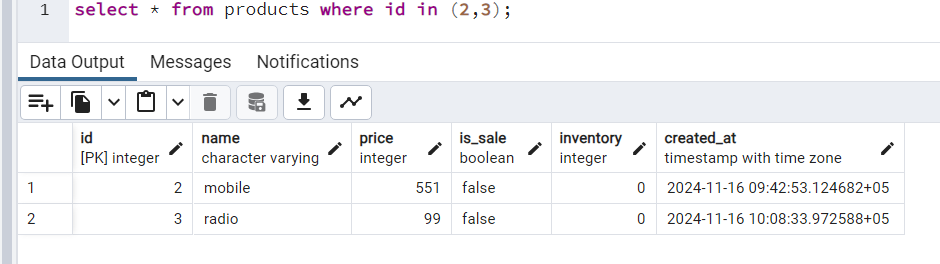 1 select * from products where id in (2,3);
Data Output Messages Notifications
id name price is_sale inventory created_at
[PK] integer character varying integer boolean integer timestamp with time zone
1 2 mobile 551 false 0 2024-11-16 09:42:53.124682+05
2 3 radio 99 false 0 2024-11-16 10:08:33.972588+05